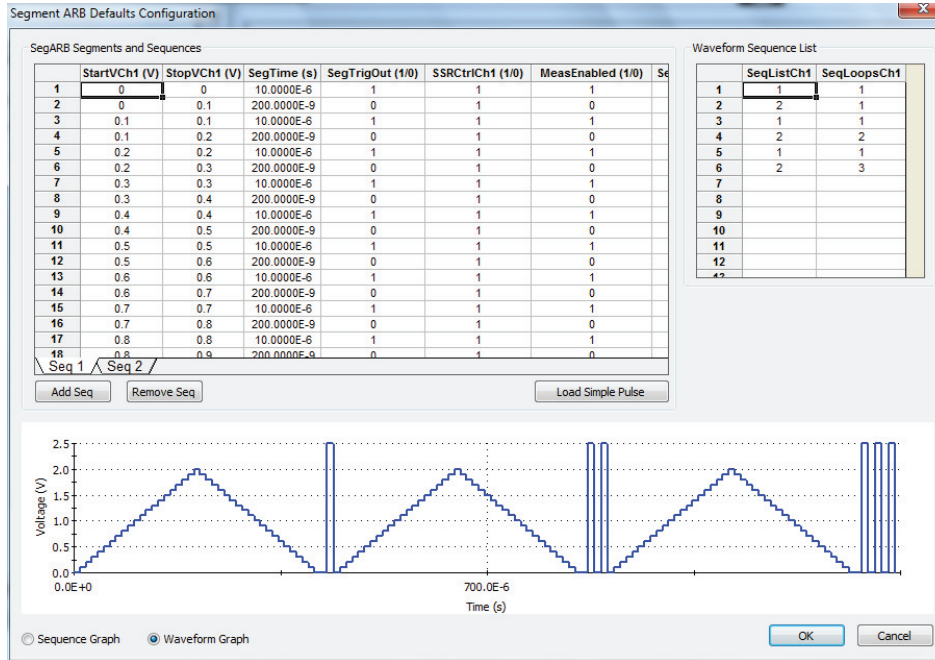 Segment ARB Defaults Configuration
x
SegARB Segments and Sequences
StartVCh1 (V) StopVCh1 (V) SegTime (s) SegTrigOut (1/0) SSRCtrlCh1 (1/0) MeasEnabled (1/0) Se
1 0 0 10.0000E-6 1 1 1
2 0 0.1 200.0000E-9 0 1 0
3 0.1 0.1 10.0000E-6 1 1 1
4 0.1 0.2 200.0000E-9 0 1 0
5 0.2 0.2 10.0000E-6 1 1 1
6 0.2 0.3 200.0000E-9 0 1 0
7 0.3 0.3 10.0000E-6 1 1 1
8 0.3 0.4 200.0000E-9 0 1 0
9 0.4 0.4 10.0000E-6 1 1 1
10 0.4 0.5 200.0000E-9 0 1 0
11 0.5 0.5 10.0000E-6 1 1 1
12 0.5 0.6 200.0000E-9 0 1 0
13 0.6 0.6 10.0000E-6 1 1 1
14 0.6 0.7 200.0000E-9 0 1 0
15 0.7 0.7 10.0000E-6 1 1 1
16 0.7 0.8 200.0000E-9 0 1 0
17 0.8 0.8 10.0000E-6 1 1 1
18 0.8 0.9 200.0000E-9 0 1 0
Seq 1 Seq 2
Add Seq Remove Seq Load Simple Pulse
Waveform Sequence List
SeqListCh1 SeqLoopsCh1
1 1 1
2 2 1
3 1 1
4 2 2
5 1 1
6 2 3
7
8
9
10
11
12
13
Voltage (V)
2.5
2.0
1.5
1.0
0.5
0.0
0.0E+0 700.0E-6
Time (s)
Sequence Graph Waveform Graph OK Cancel